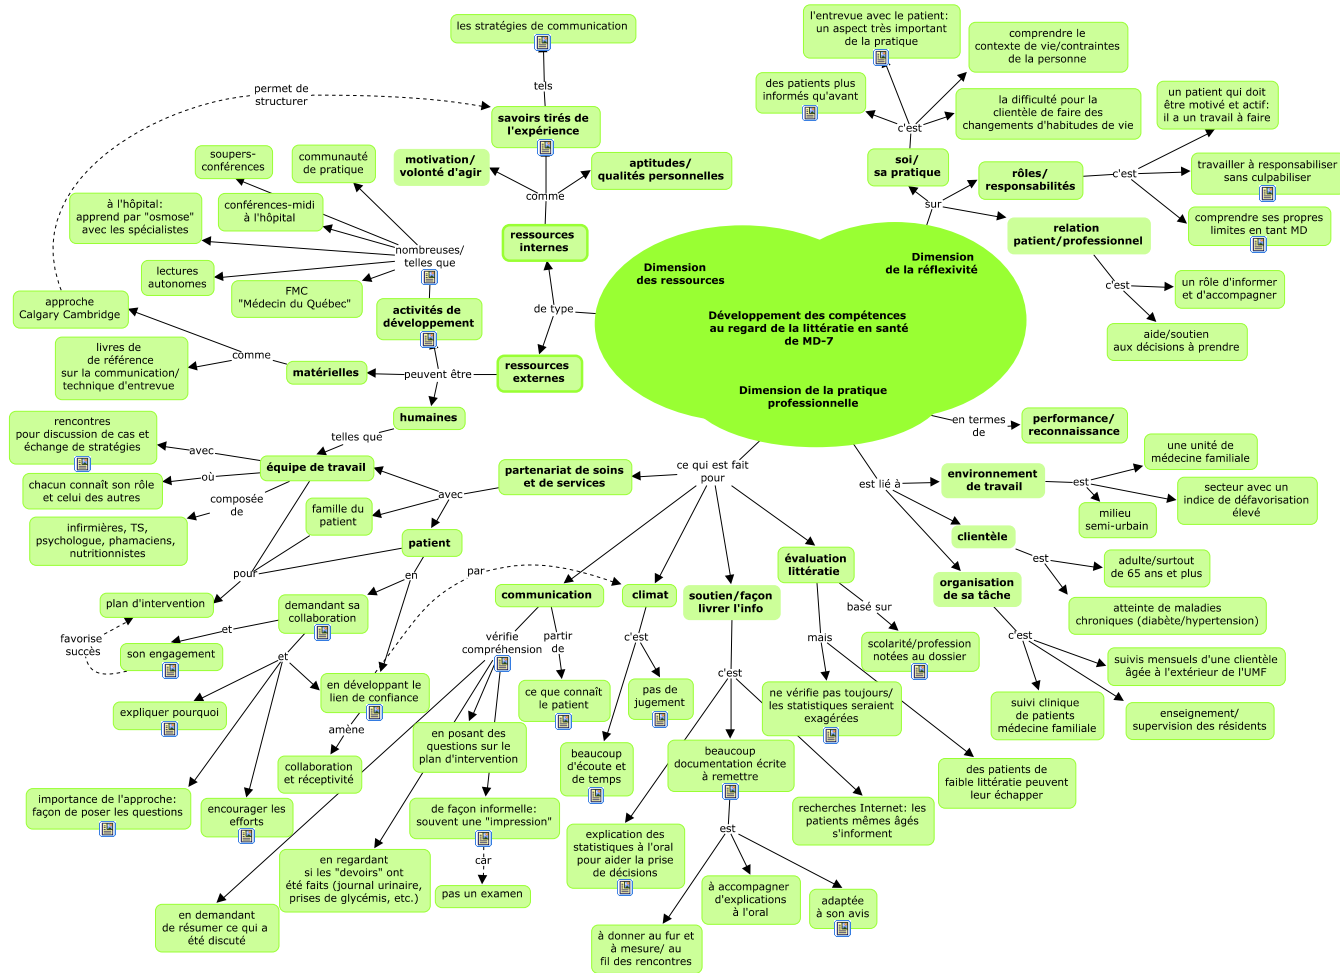 les stratégies de communication
tels
permet de
structurer
savoirs tirés de
l'expérience
motivation/
volonté d'agir
aptitudes/
qualités personnelles
comme
ressources
internes
soupers-
conférences
communauté
de pratique
à l'hôpital:
apprend par "osmose"
avec les spécialistes
conférences-midi
à l'hôpital
nombreuses/
telles que
lectures
autonomes
FMC
"Médecin du Québec"
activités de
développement
approche
Calgary Cambridge
livres de
de référence
sur la communication/
technique d'entrevue
comme
matérielles
peuvent être
ressources
externes
de type
humaines
telles que
l'entrevue avec le patient:
un aspect très important
de la pratique
comprendre le
contexte de vie/contraintes
de la personne
des patients plus
informés qu'avant
la difficulté pour la
clientèle de faire des
changements d'habitudes de vie
c'est
soi/
sa pratique
un patient qui doit
être motivé et actif:
il a un travail à faire
rôles/
responsabilités
c'est
travailler à responsabiliser
sans culpabiliser
comprendre ses propres
limites en tant MD
sur
relation
patient/professionnel
c'est
un rôle d'informer
et d'accompagner
aide/soutien
aux décisions à prendre
Dimension
des ressources
Dimension
de la réflexivité
Développement des compétences
au regard de la littératie en santé
de MD-7
Dimension de la pratique
professionnelle
en termes
de
performance/
reconnaissance
est lié à
environnement
de travail
est
une unité de
médecine familiale
secteur avec un
indice de défavorisation
élevé
milieu
semi-urbain
clientèle
est
adulte/surtout
de 65 ans et plus
atteinte de maladies
chroniques (diabète/hypertension)
organisation
de sa tâche
c'est
suivis mensuels d'une clientèle
âgée à l'extérieur de l'UMF
suivi clinique
de patients
médecine familiale
enseignement/
supervision des résidents
rencontres
pour discussion de cas et
échange de stratégies
avec
équipe de travail
où
chacun connaît son rôle
et celui des autres
composée
de
infirmières, TS,
psychologue, phamaciens,
nutritionnistes
partenariat de soins
et de services
ce qui est fait
pour
avec
famille du
patient
patient
pour
plan d'intervention
en
par
demandant sa
collaboration
favorise
succès
et
son engagement
et
expliquer pourquoi
en développant le
lien de confiance
amène
collaboration
et réceptivité
importance de l'approche:
façon de poser les questions
encourager les
efforts
communication
vérifie
compréhension
partir
de
ce que connaît
le patient
en posant des
questions sur le
plan d'intervention
de façon informelle:
souvent une "impression"
car
pas un examen
en regardant
si les "devoirs" ont
été faits (journal urinaire,
prises de glycémis, etc.)
en demandant
de résumer ce qui a
été discuté
climat
c'est
pas de
jugement
beaucoup
d'écoute et
de temps
soutien/façon
livrer l'info
c'est
explication des
statistiques à l'oral
pour aider la prise
de décisions
beaucoup
documentation écrite
à remettre
recherches Internet: les
patients mêmes âgés
s'informent
est
à donner au fur et
à mesure/ au
fil des rencontres
à accompagner
d'explications
à l'oral
adaptée
à son avis
évaluation
littératie
basé sur
scolarité/profession
notées au dossier
mais
ne vérifie pas toujours/
les statistiques seraient
exagérées
des patients de
faible littératie peuvent
leur échapper